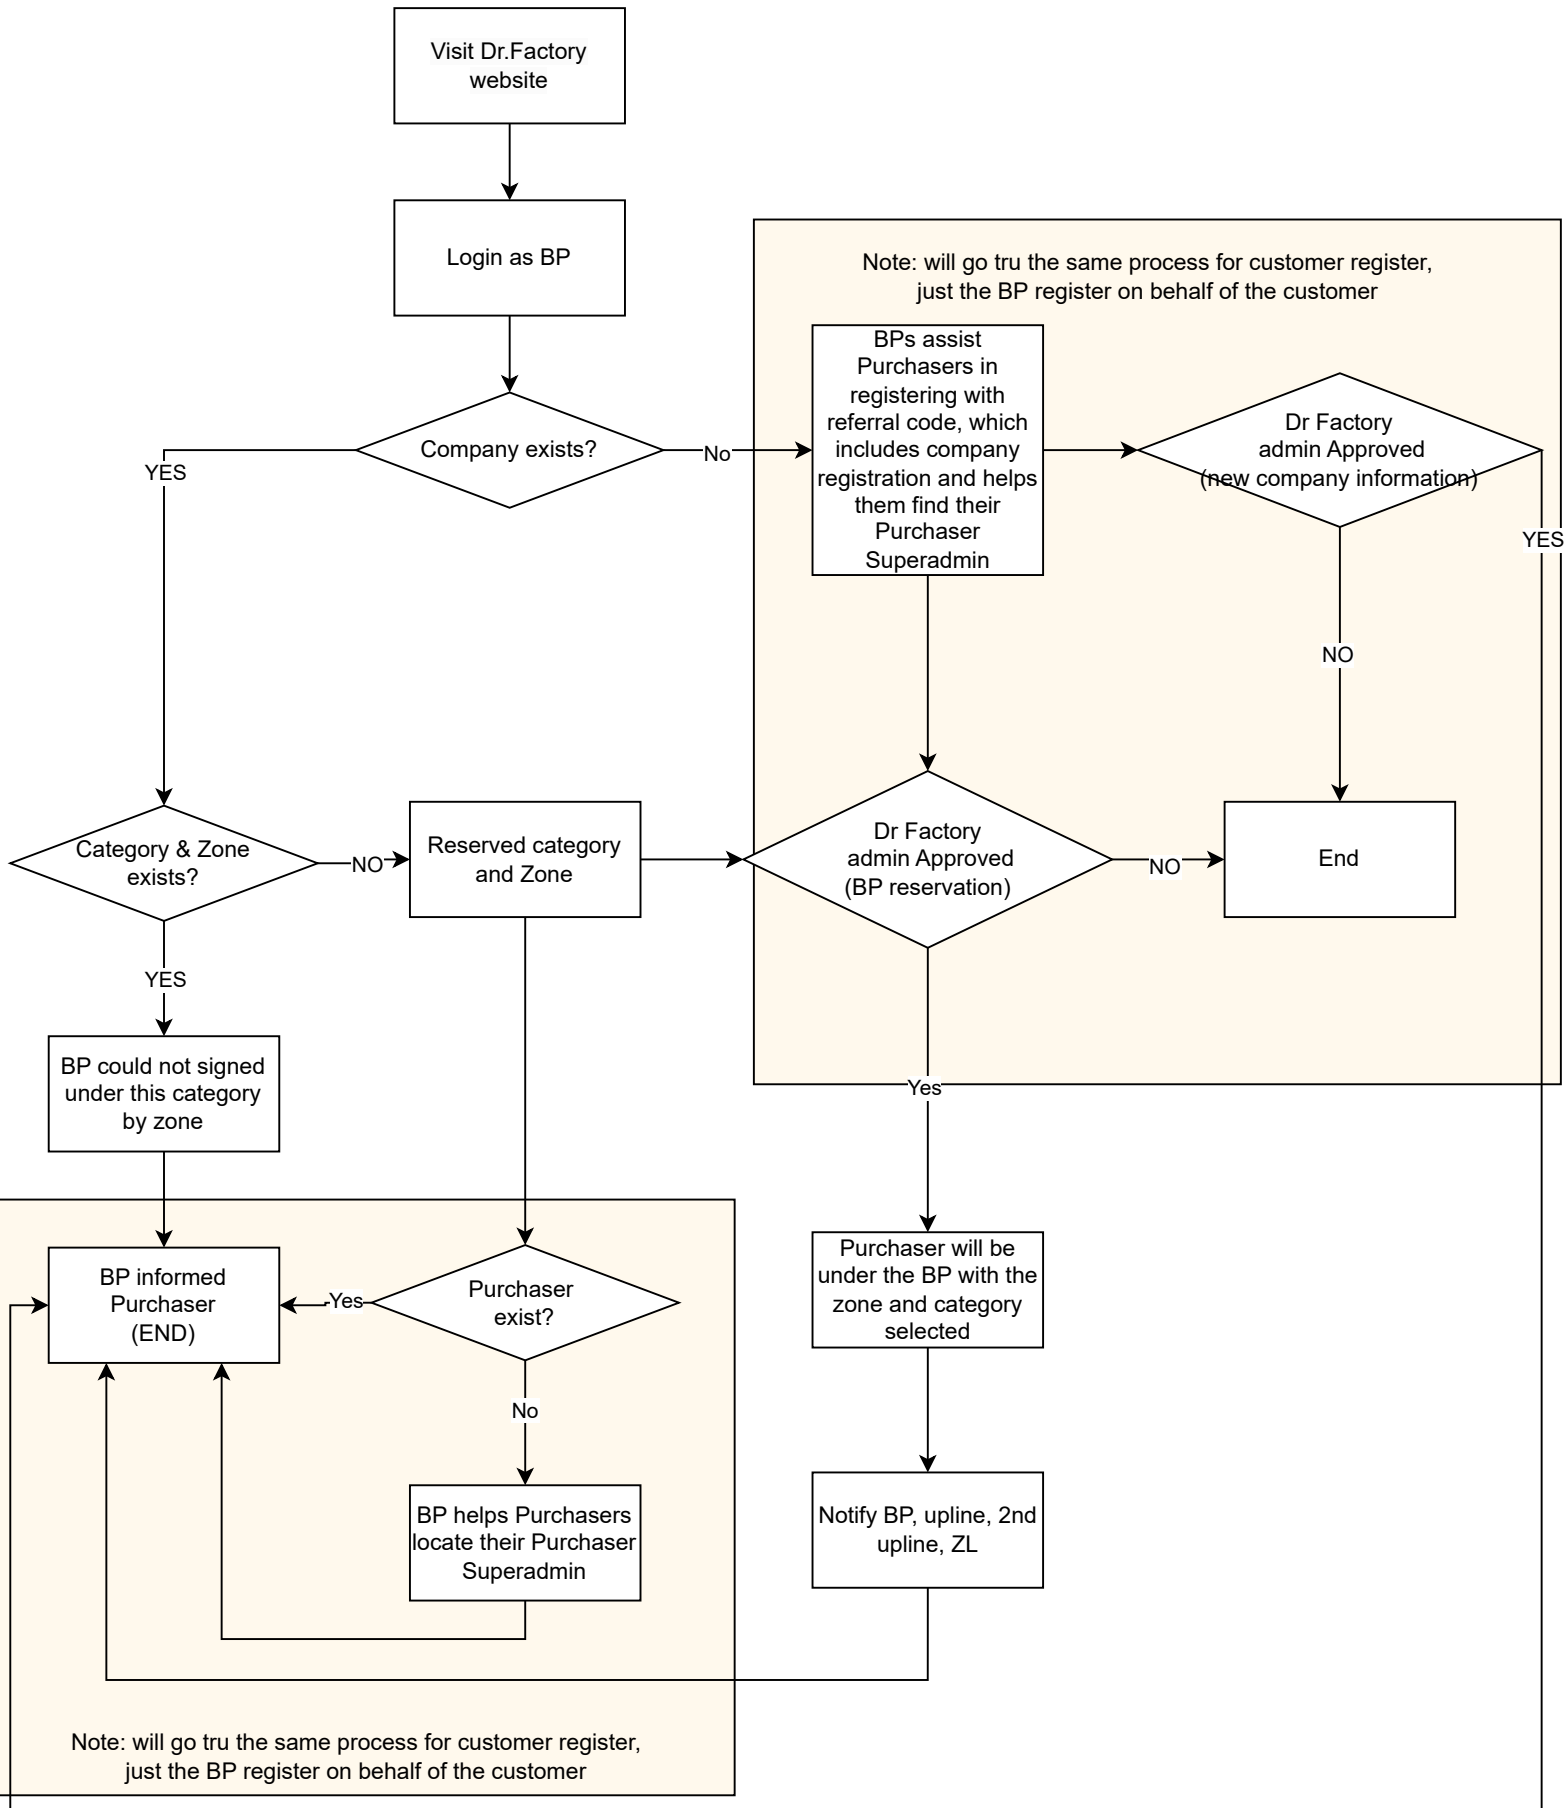 Visit Dr.Factory
website
Login as BP
Note: will go tru the same process for customer register,
just the BP register on behalf of the customer
Company exists?
YES
No
BPs assist
Purchasers in
registering with
referral code, which
includes company
registration and helps
them find their
Purchaser
Superadmin
Dr Factory
admin Approved
(new company information)
YES
NO
Category & Zone
exists?
NO
Reserved category
and Zone
Dr Factory
admin Approved
(BP reservation)
NO
End
YES
BP could not signed
under this category
by zone
Yes
BP informed
Purchaser
(END)
Yes
Purchaser
exist?
Purchaser will be
under the BP with the
zone and category
selected
No
BP helps Purchasers
locate their Purchaser
Superadmin
Notify BP, upline, 2nd
upline, ZL
Note: will go tru the same process for customer register,
just the BP register on behalf of the customer